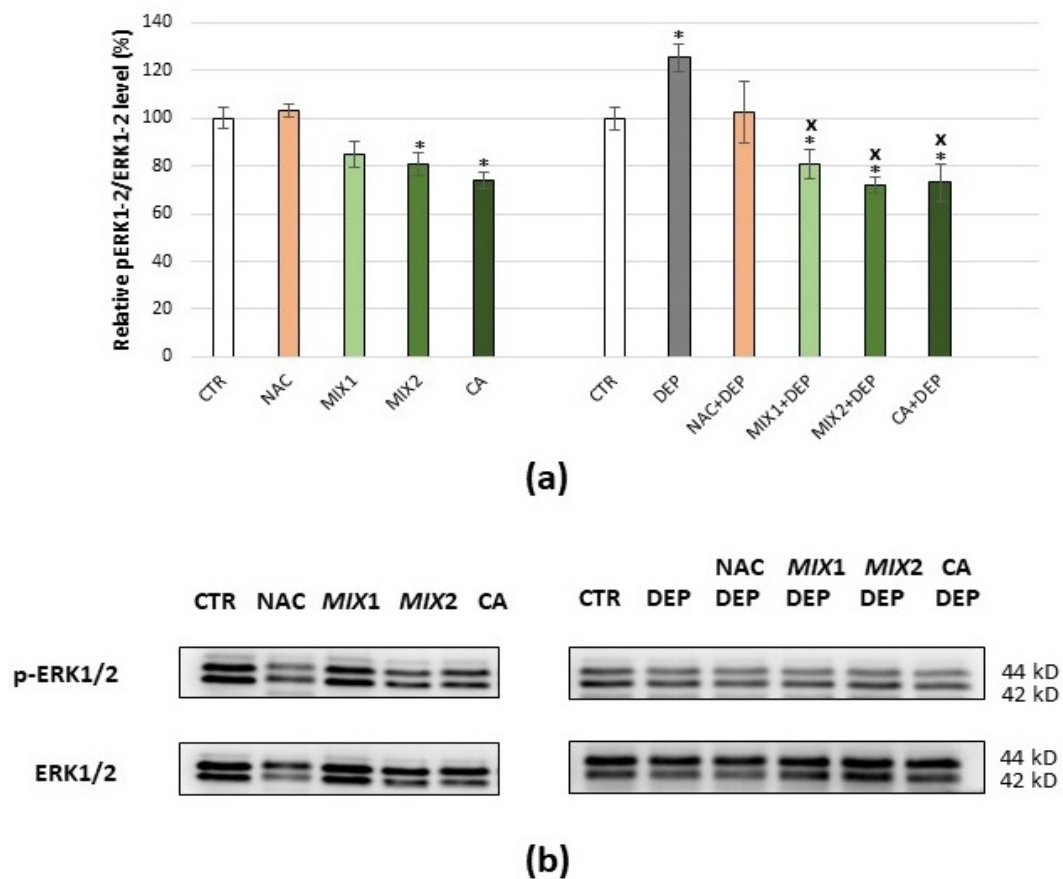 Relative pERK1-2/ERK1-2 level (%)
140
120
100
80
60
40
20
0
* * * x * x * x *
CTR NAC MIX1 MIX2 CA CTR DEP NAC+DEP MIX1+DEP MIX2+DEP CA+DEP
(a)
NAC MIX1 MIX2 CA
CTR NAC MIX1 MIX2 CA CTR DEP DEP DEP DEP DEP
p-ERK1/2
44 kD
42 kD
ERK1/2
44 kD
42 kD
(b)